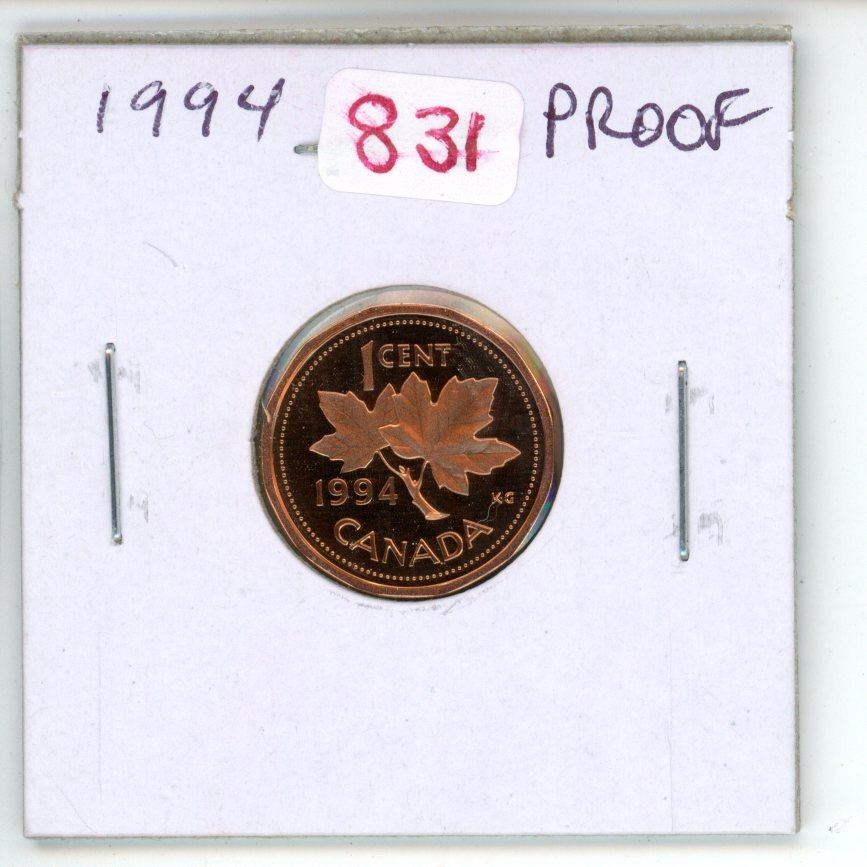 1994 831 PROOF
1 CENT
1994 KG
CANADA